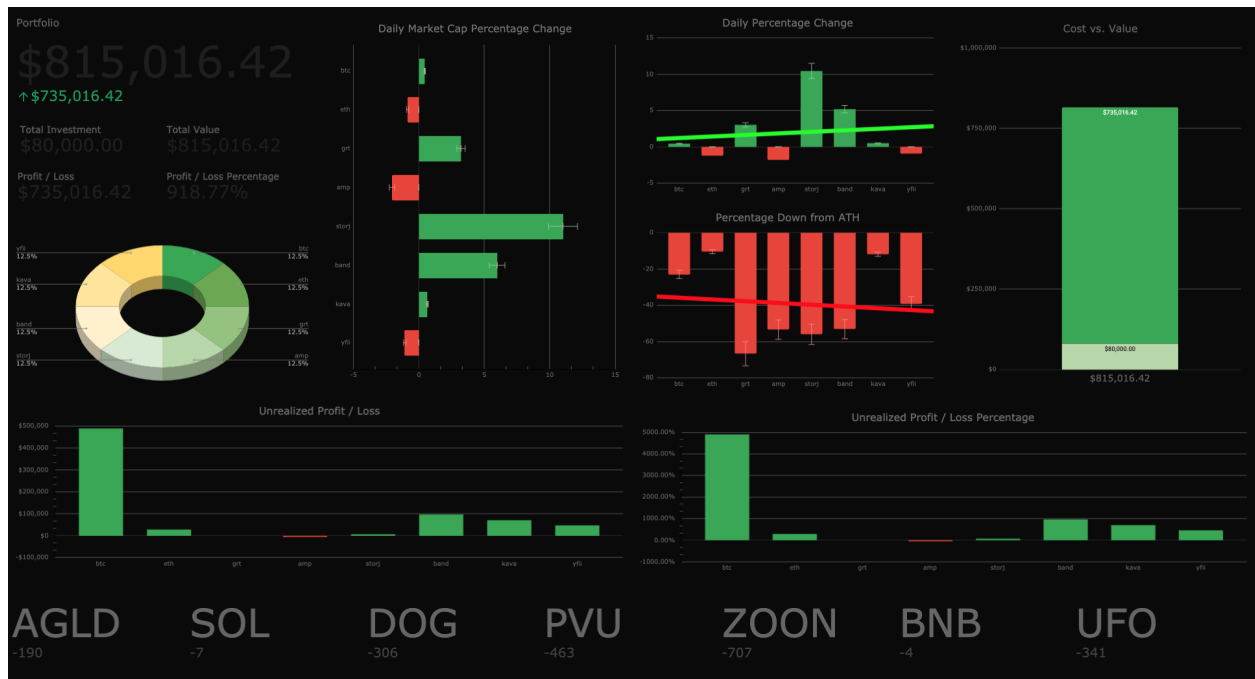 Portfolio
$815,016.42
↑$735,016.42
Total Investment
$80,000.00
Total Value
$815,016.42
Profit / Loss
$735,016.42
Profit / Loss Percentage
918.77%
yfii
12.5%
kava
12.5%
band
12.5%
storj
12.5%
btc
12.5%
eth
12.5%
grt
12.5%
amp
12.5%
Daily Market Cap Percentage Change
btc
eth
grt
amp
storj
band
kava
yfii
-5
0
5
10
15
Daily Percentage Change
15
10
5
0
-5
btc
eth
grt
amp
storj
band
kava
yfii
Percentage Down from ATH
0
-20
-40
-60
-80
btc
eth
grt
amp
storj
band
kava
yfii
Cost vs. Value
$1,000,000
$750,000
$500,000
$250,000
$0
$735,016.42
$80,000.00
$815,016.42
Unrealized Profit / Loss
$500,000
$400,000
$300,000
$200,000
$100,000
$0
-$100,000
btc
eth
grt
amp
storj
band
kava
yfii
Unrealized Profit / Loss Percentage
5000.00%
4000.00%
3000.00%
2000.00%
1000.00%
0.00%
-1000.00%
btc
eth
grt
amp
storj
band
kava
yfii
AGLD
-190
SOL
-7
DOG
-306
PVU
-463
ZOON
-707
BNB
-4
UFO
-341